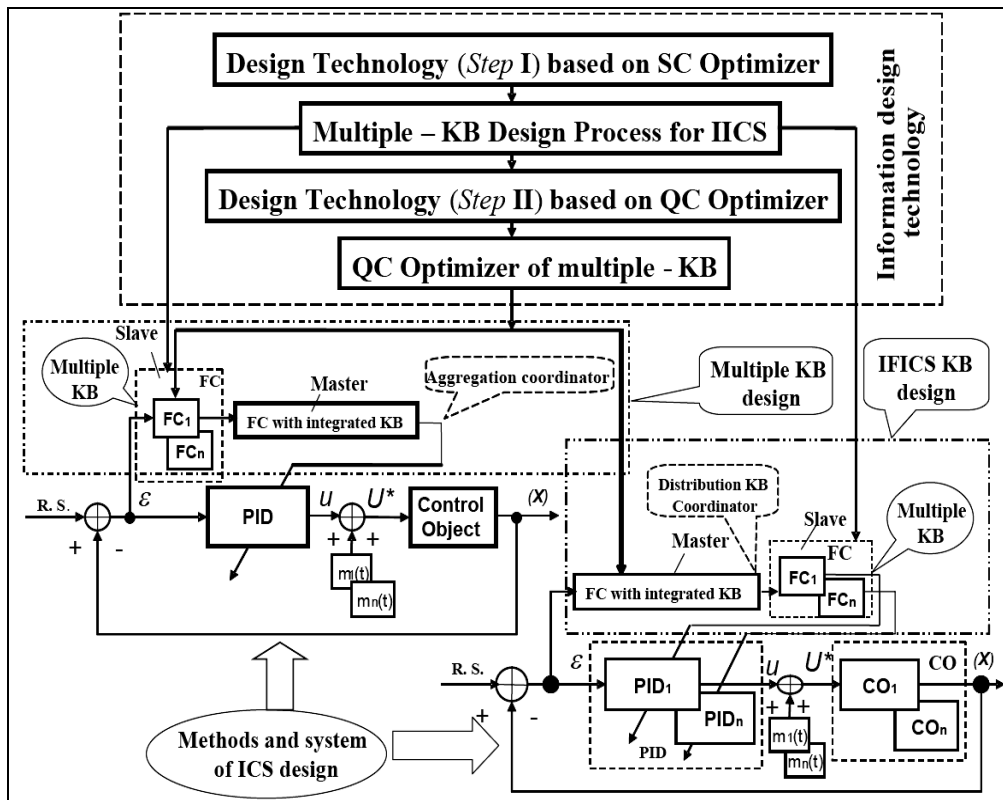 Design Technology (Step I) based on SC Optimizer
Multiple – KB Design Process for IICS
Design Technology (Step II) based on QC Optimizer
QC Optimizer of multiple - KB
Information design
technology
Slave
Multiple
KB
FC
FC1
FCn
Master
FC with integrated KB
Aggregation coordinator
Multiple KB
design
IFICS KB
design
R. S.
+
-
ε
PID
u
+
+
U*
m1(t)
mn(t)
Control
Object
(X)
Distribution KB
Coordinator
Master
FC with integrated KB
Slave
FC
FC1
FCn
Multiple
KB
R. S.
+
-
ε
PID1
PIDn
PID
u
+
+
U*
m1(t)
mn(t)
CO
CO1
COn
(X)
Methods and system
of ICS design